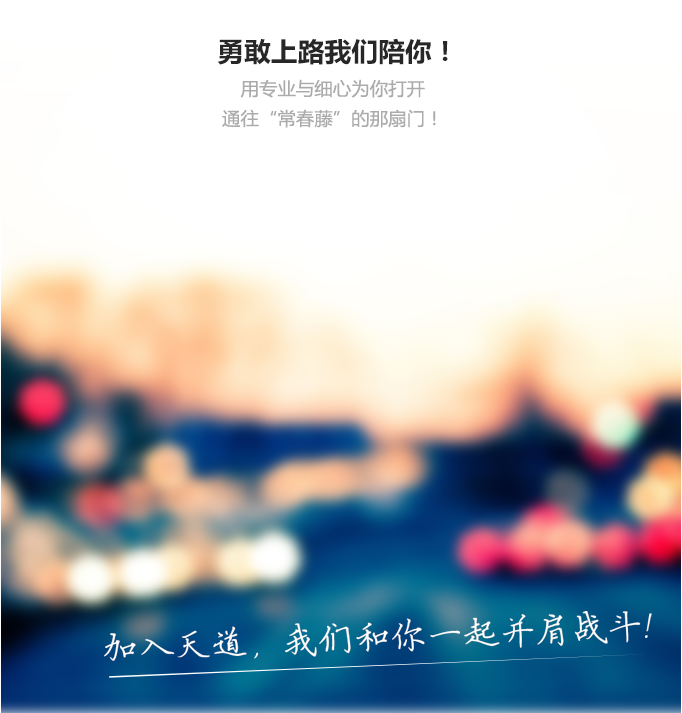 勇敢上路我们陪你！
用专业与细心为你打开
通往“常春藤”的那扇门！
加入天道，我们和你一起并肩战斗!